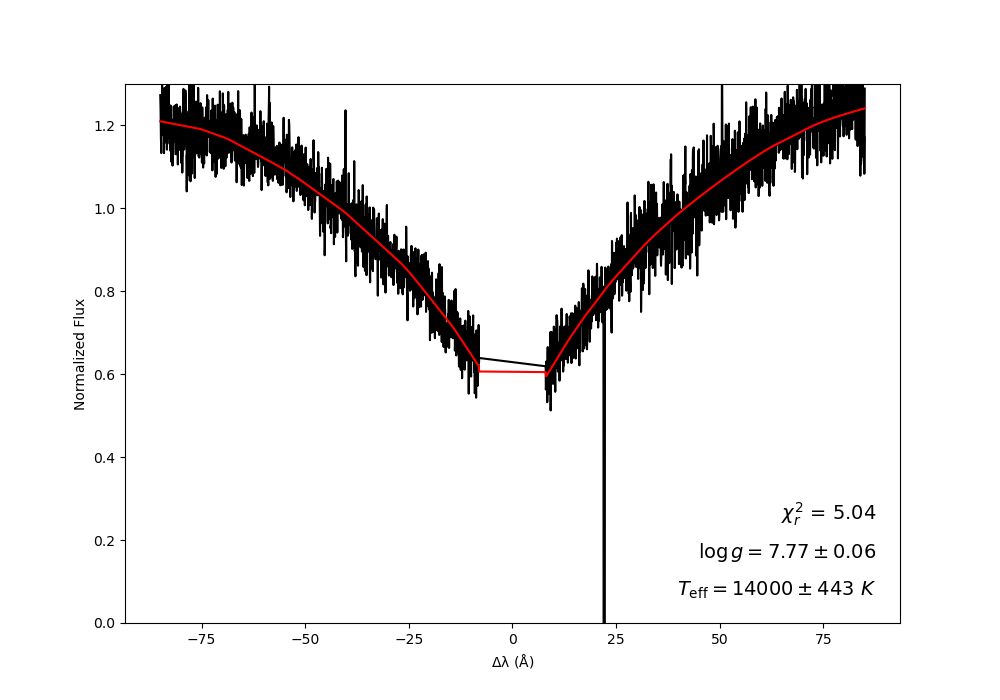 1.2
1.0
0.8
0.6
0.4
0.2
0.0
Normalized Flux
χ²ᵣ = 5.04
log g = 7.77 ± 0.06
T_eff = 14000 ± 443 K
−75 −50 −25 0 25 50 75
Δλ (Å)